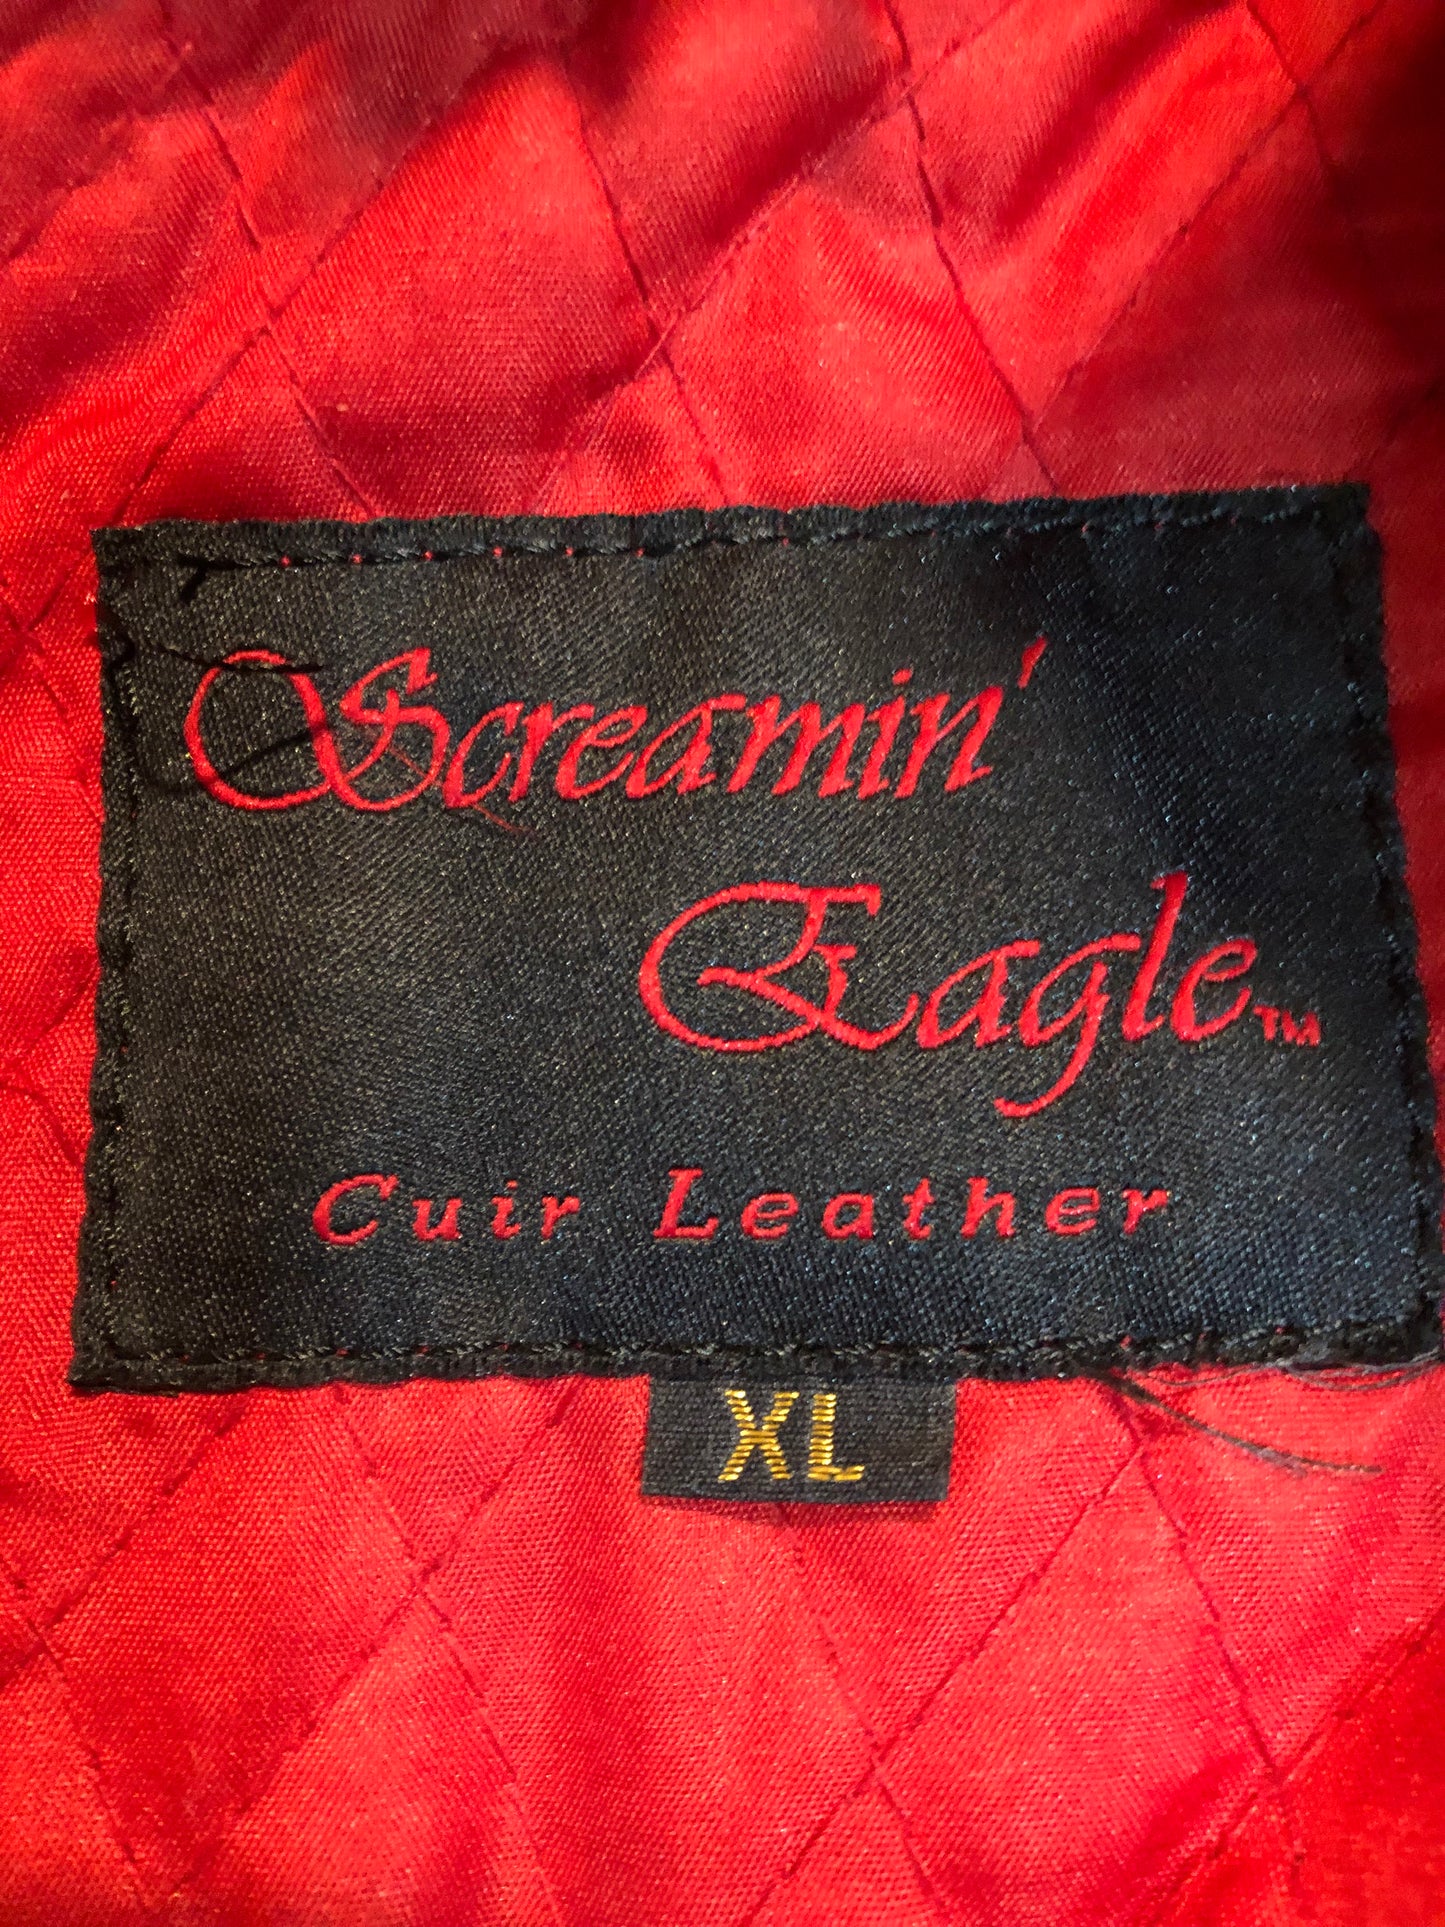 Screamin'
Eagle™
Cuir Leather
XL